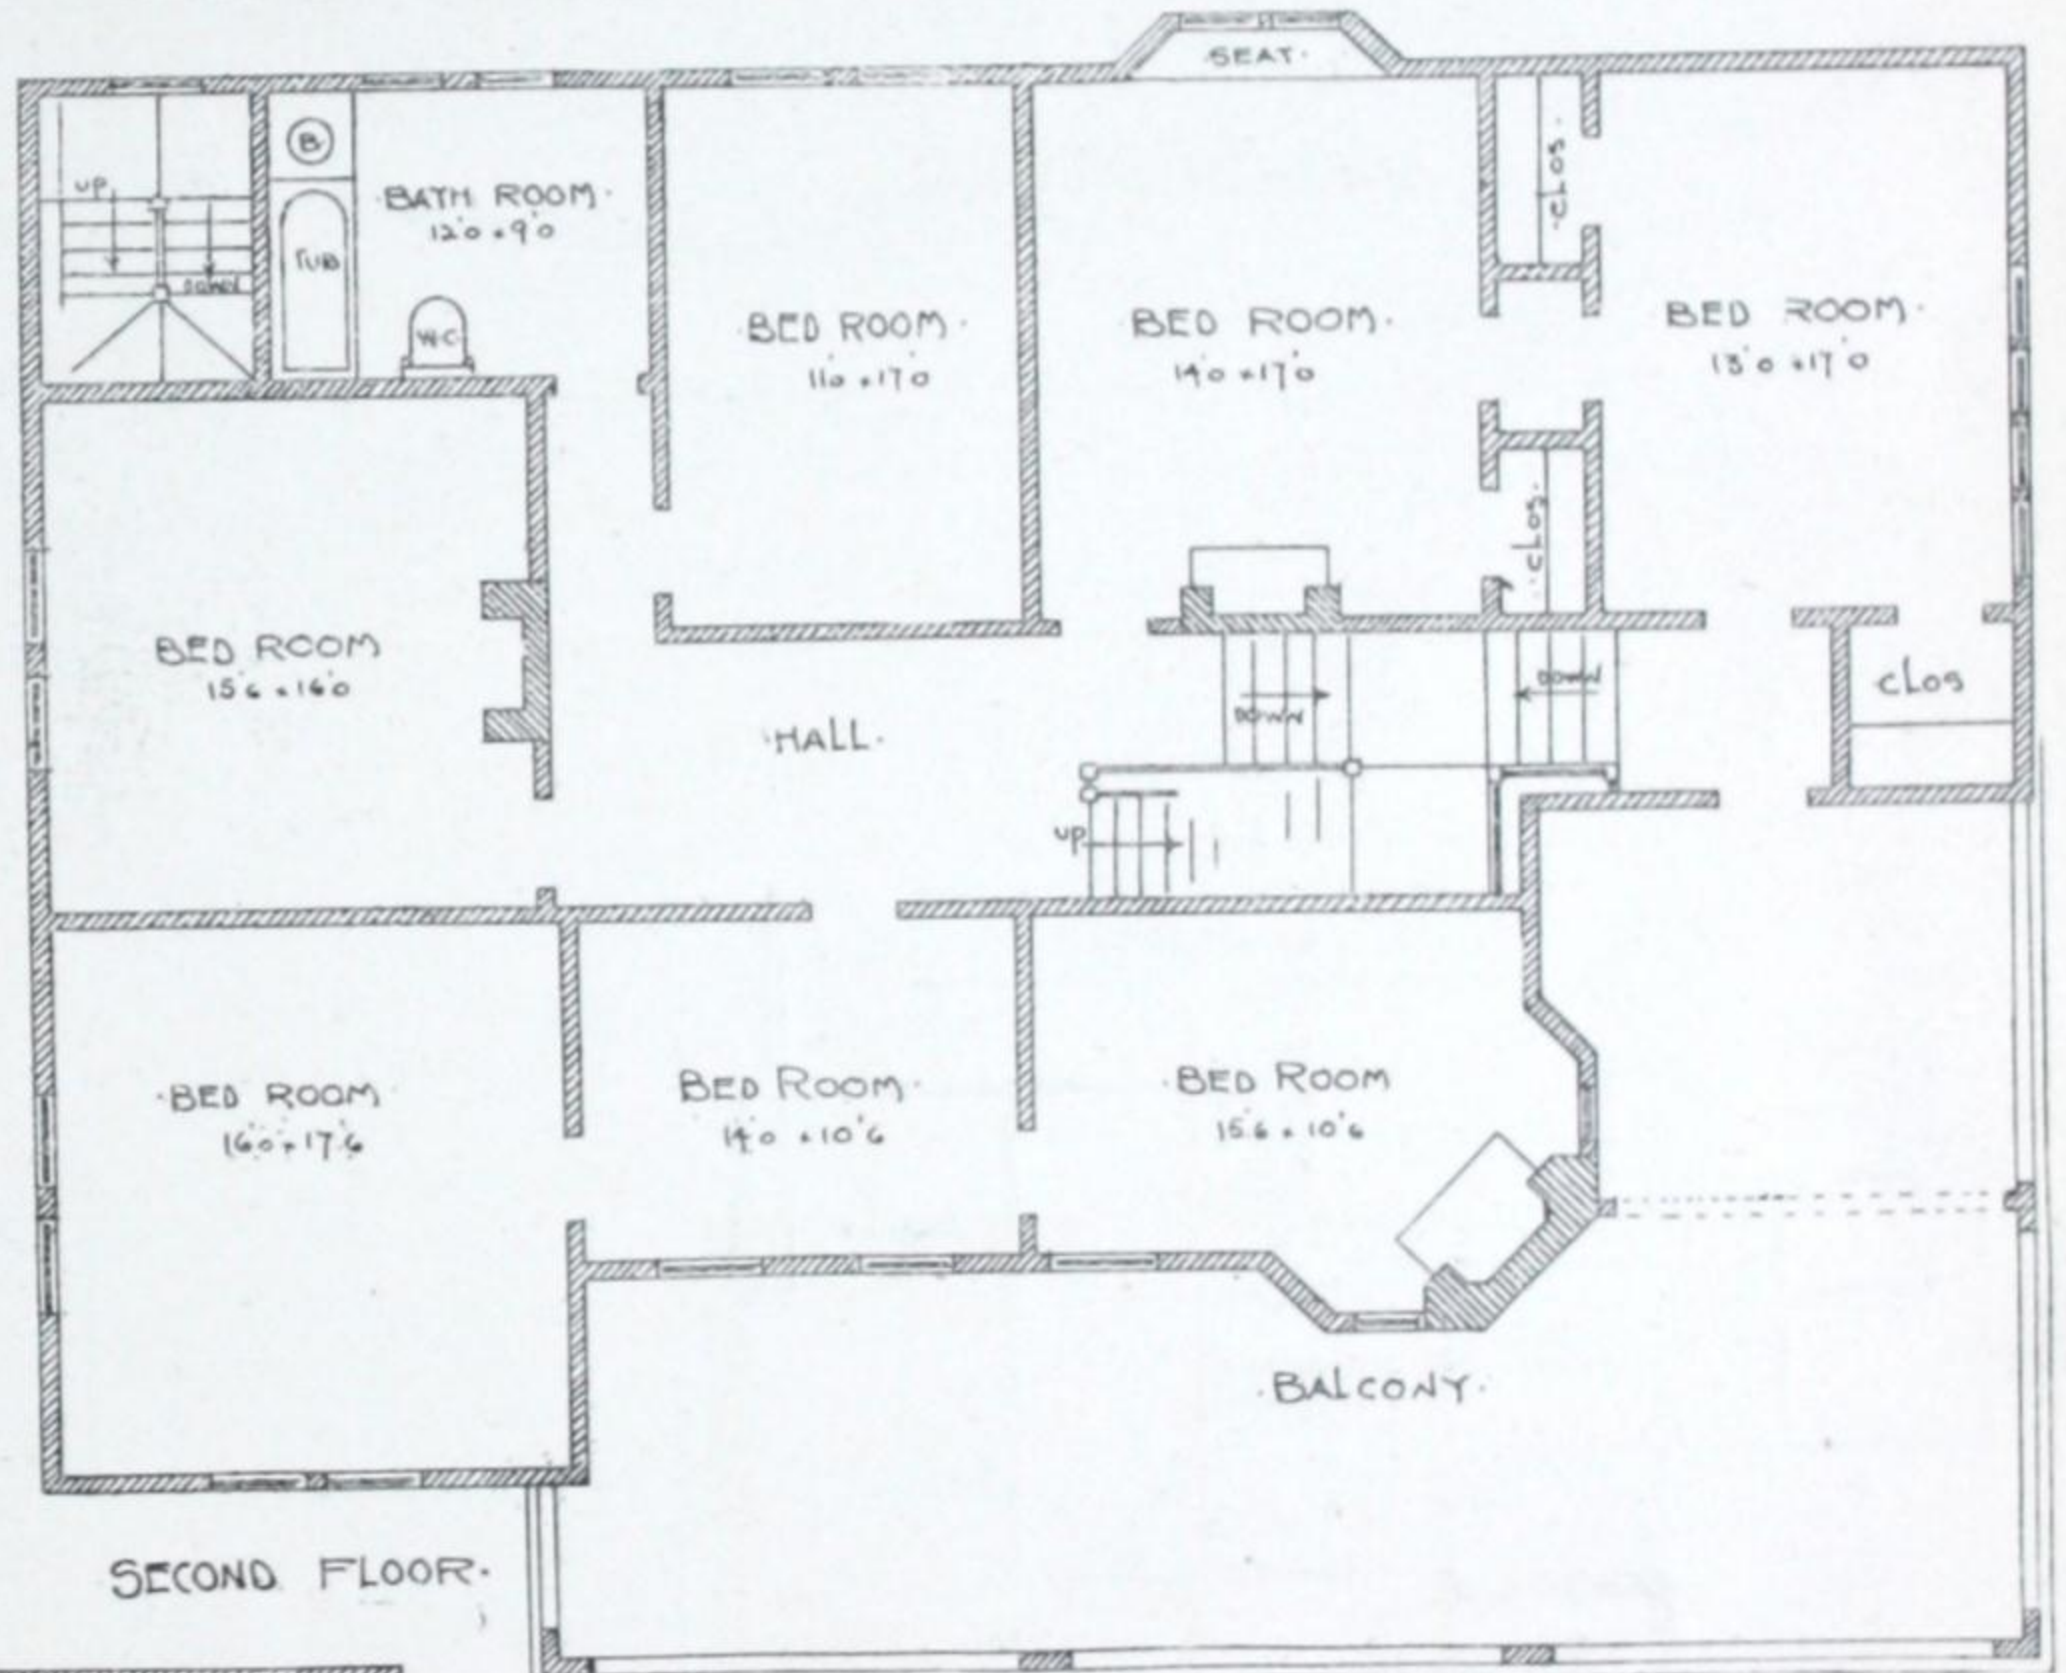 ·SEAT·
B
·BATH ROOM·
12'0 x 9'0
UP
DOWN
TUB
W·C
·CLOS·
·BED ROOM·
11'0 x 17'0
BED ROOM·
14'0 x 17'0
BED ROOM·
13'0 x 17'0
·CLOS·
BED ROOM
15'6 x 16'0
·HALL·
DOWN
DOWN
CLOS
UP
·BED ROOM·
16'0 x 17'6
BED ROOM·
14'0 x 10'6
·BED ROOM
15'6 x 10'6
·BALCONY·
SECOND FLOOR·